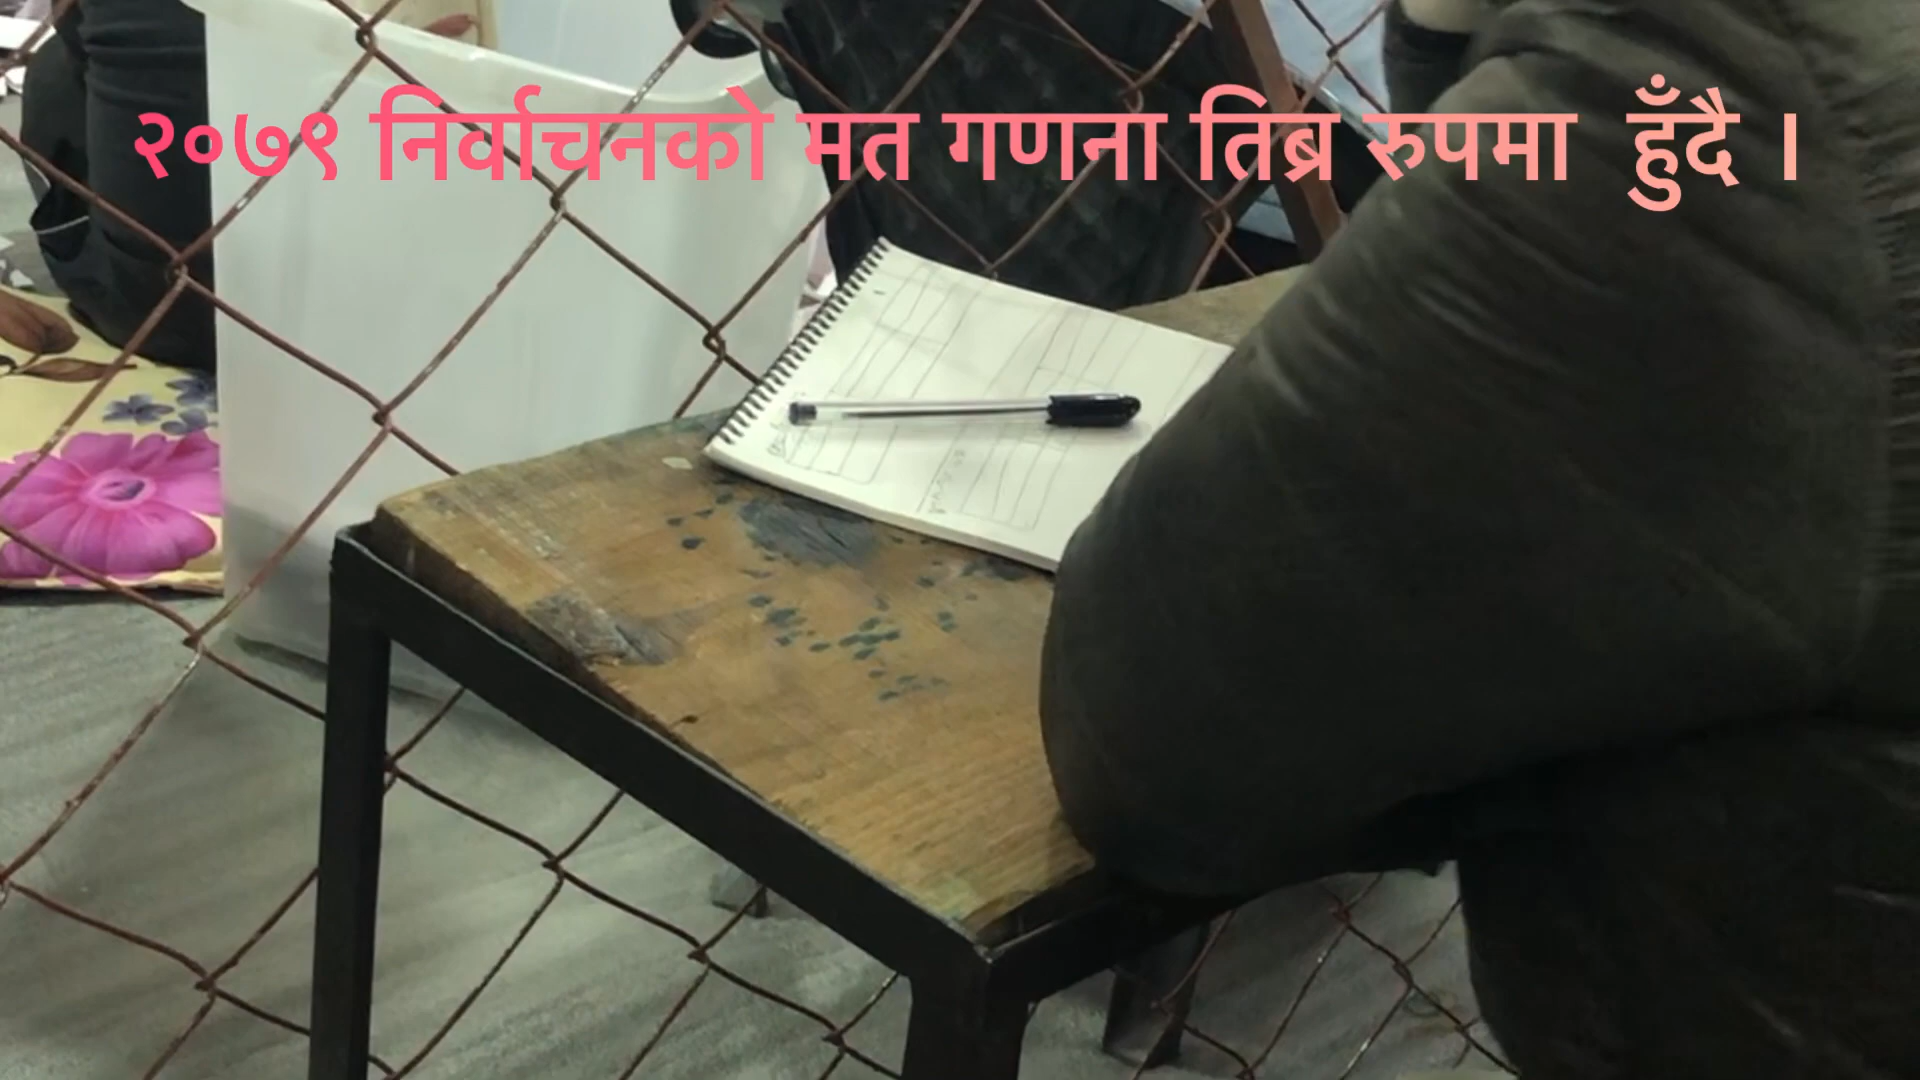 २०७९ निर्वाचनको मत गणना तिब्र रुपमा हुँदै ।